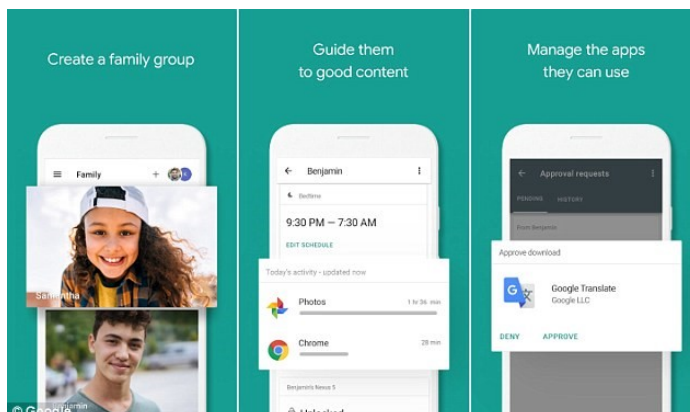 Create a family group
Family
Samantha
Benjamin
© Google
Guide them
to good content
Benjamin
Bedtime
9:30 PM — 7:30 AM
EDIT SCHEDULE
Today's activity - updated now
Photos
1 hr 36 min
Chrome
28 min
Benjamin's Nexus 5
Unlocked
Manage the apps
they can use
Approval requests
PENDING HISTORY
From Benjamin
Approve download
Google Translate
Google LLC
DENY APPROVE